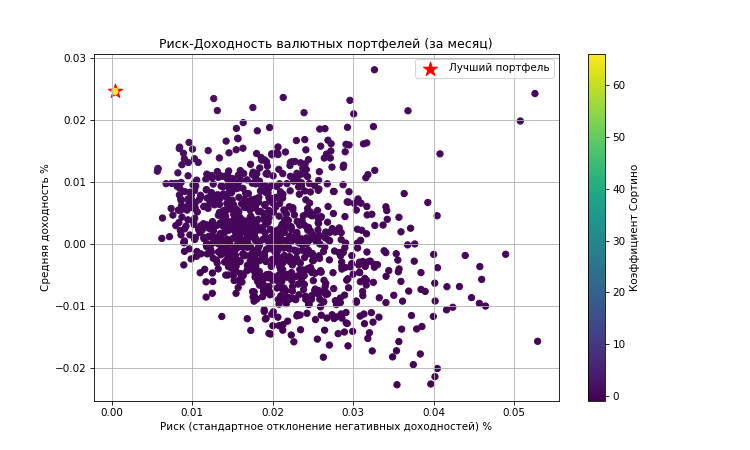 Риск-Доходность валютных портфелей (за месяц)
Лучший портфель
Средняя доходность %
0.03
0.02
0.01
0.00
−0.01
−0.02
0.00 0.01 0.02 0.03 0.04 0.05
Риск (стандартное отклонение негативных доходностей) %
60
50
40
30
20
10
0
Коэффициент Сортино